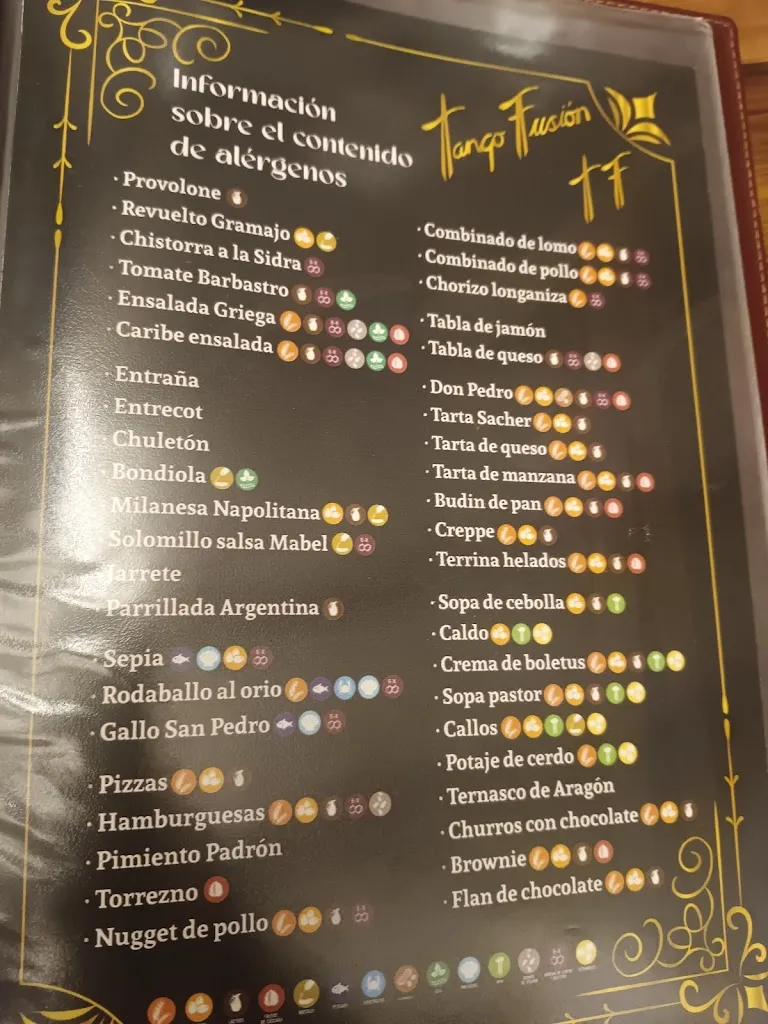 Información
sobre el contenido
de alérgenos
Tango Fusión
TF
· Provolone
· Revuelto Gramajo
· Chistorra a la Sidra
· Tomate Barbastro
· Ensalada Griega
· Caribe ensalada
· Entraña
· Entrecot
· Chuletón
· Bondiola
· Milanesa Napolitana
· Solomillo salsa Mabel
· Jarrete
· Parrillada Argentina
· Sepia
· Rodaballo al orio
· Gallo San Pedro
· Pizzas
· Hamburguesas
· Pimiento Padrón
· Torrezno
· Nugget de pollo
· Combinado de lomo
· Combinado de pollo
· Chorizo longaniza
· Tabla de jamón
· Tabla de queso
· Don Pedro
· Tarta Sacher
· Tarta de queso
· Tarta de manzana
· Budin de pan
· Creppe
· Terrina helados
· Sopa de cebolla
· Caldo
· Crema de boletus
· Sopa pastor
· Callos
· Potaje de cerdo
· Ternasco de Aragón
· Churros con chocolate
· Brownie
· Flan de chocolate